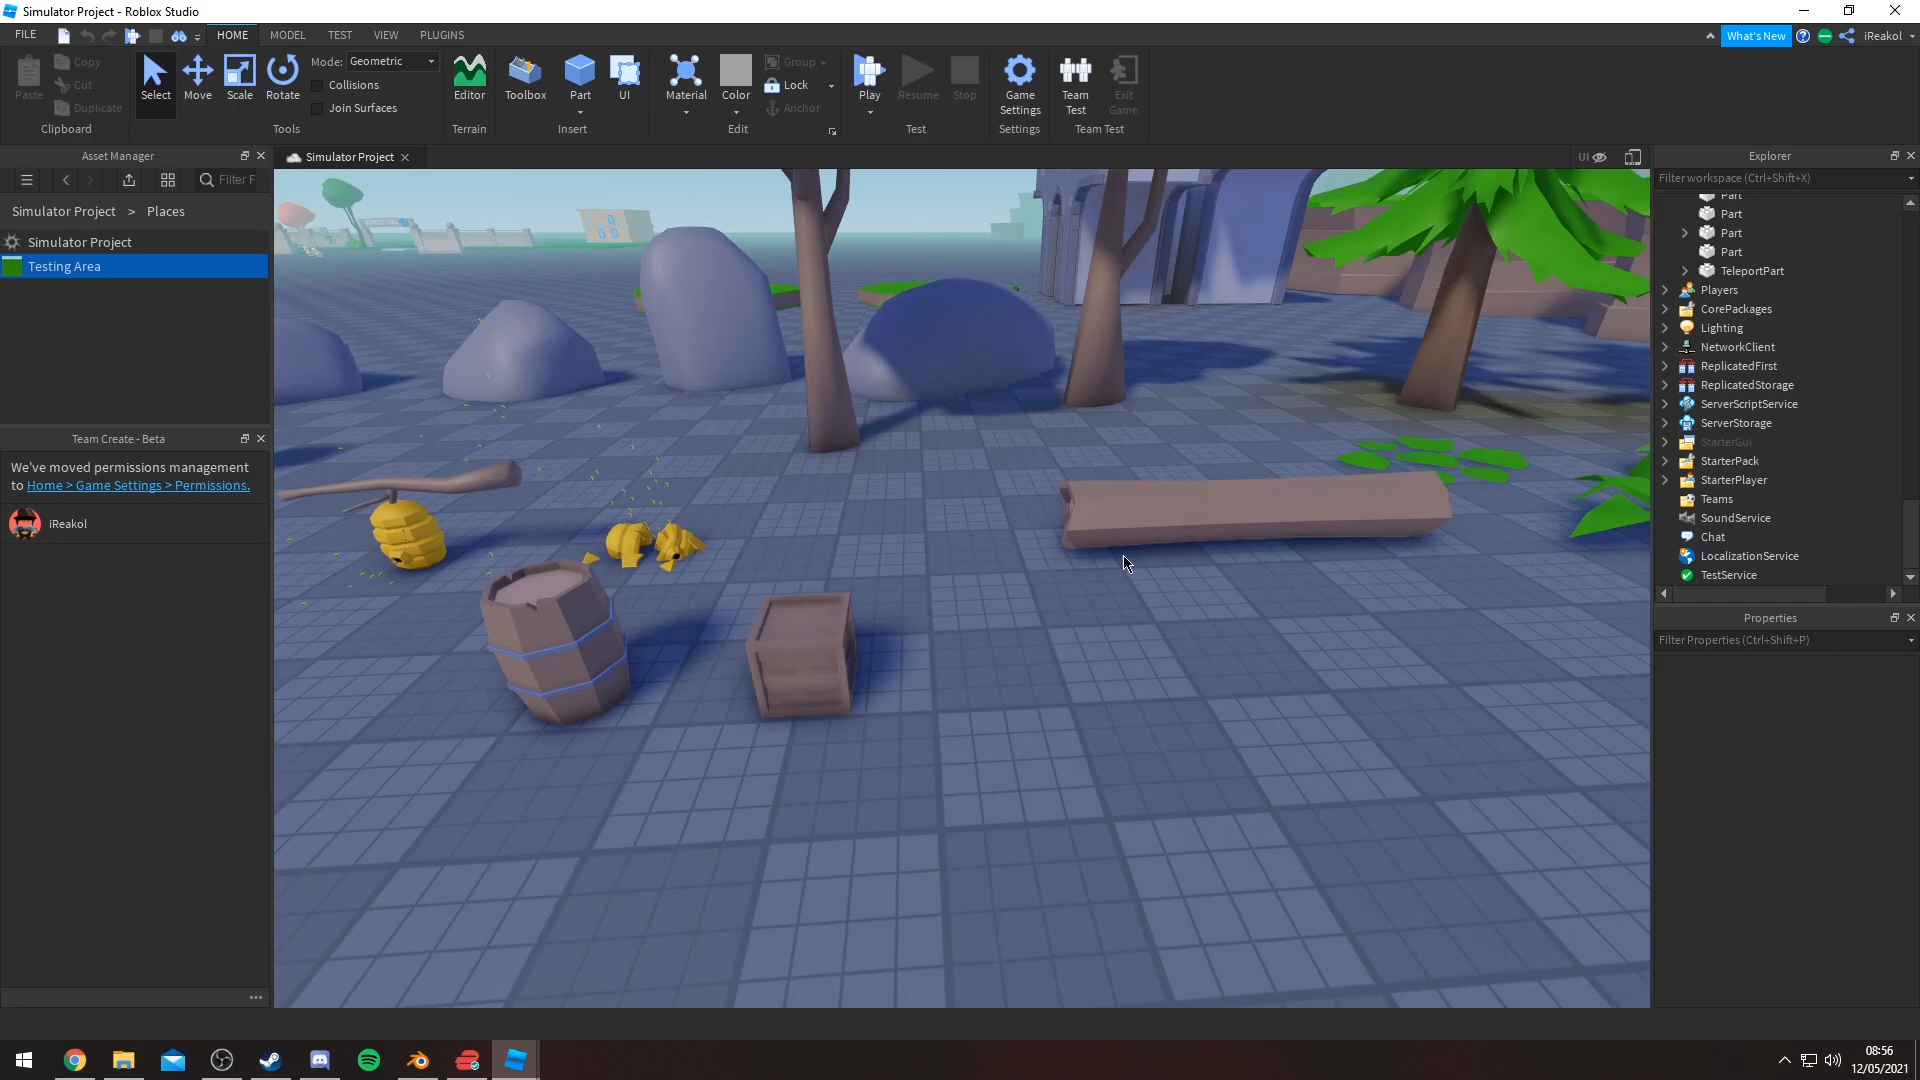 Simulator Project - Roblox Studio
FILE HOME MODEL TEST VIEW PLUGINS What's New iReakol
Paste Copy Cut Duplicate Clipboard
Select Move Scale Rotate Mode: Geometric Collisions Join Surfaces Tools
Editor Terrain
Toolbox Part UI Insert
Material Color Group Lock Anchor Edit
Play Resume Stop Test
Game Settings Settings
Team Test Exit Game Team Test
Asset Manager
Filter F
Simulator Project > Places
Simulator Project
Testing Area
Team Create - Beta
We've moved permissions management
to Home > Game Settings > Permissions.
iReakol
Simulator Project
UI
Explorer
Filter workspace (Ctrl+Shift+X)
Part
Part
Part
Part
TeleportPart
Players
CorePackages
Lighting
NetworkClient
ReplicatedFirst
ReplicatedStorage
ServerScriptService
ServerStorage
StarterGui
StarterPack
StarterPlayer
Teams
SoundService
Chat
LocalizationService
TestService
Properties
Filter Properties (Ctrl+Shift+P)
08:56
12/05/2021